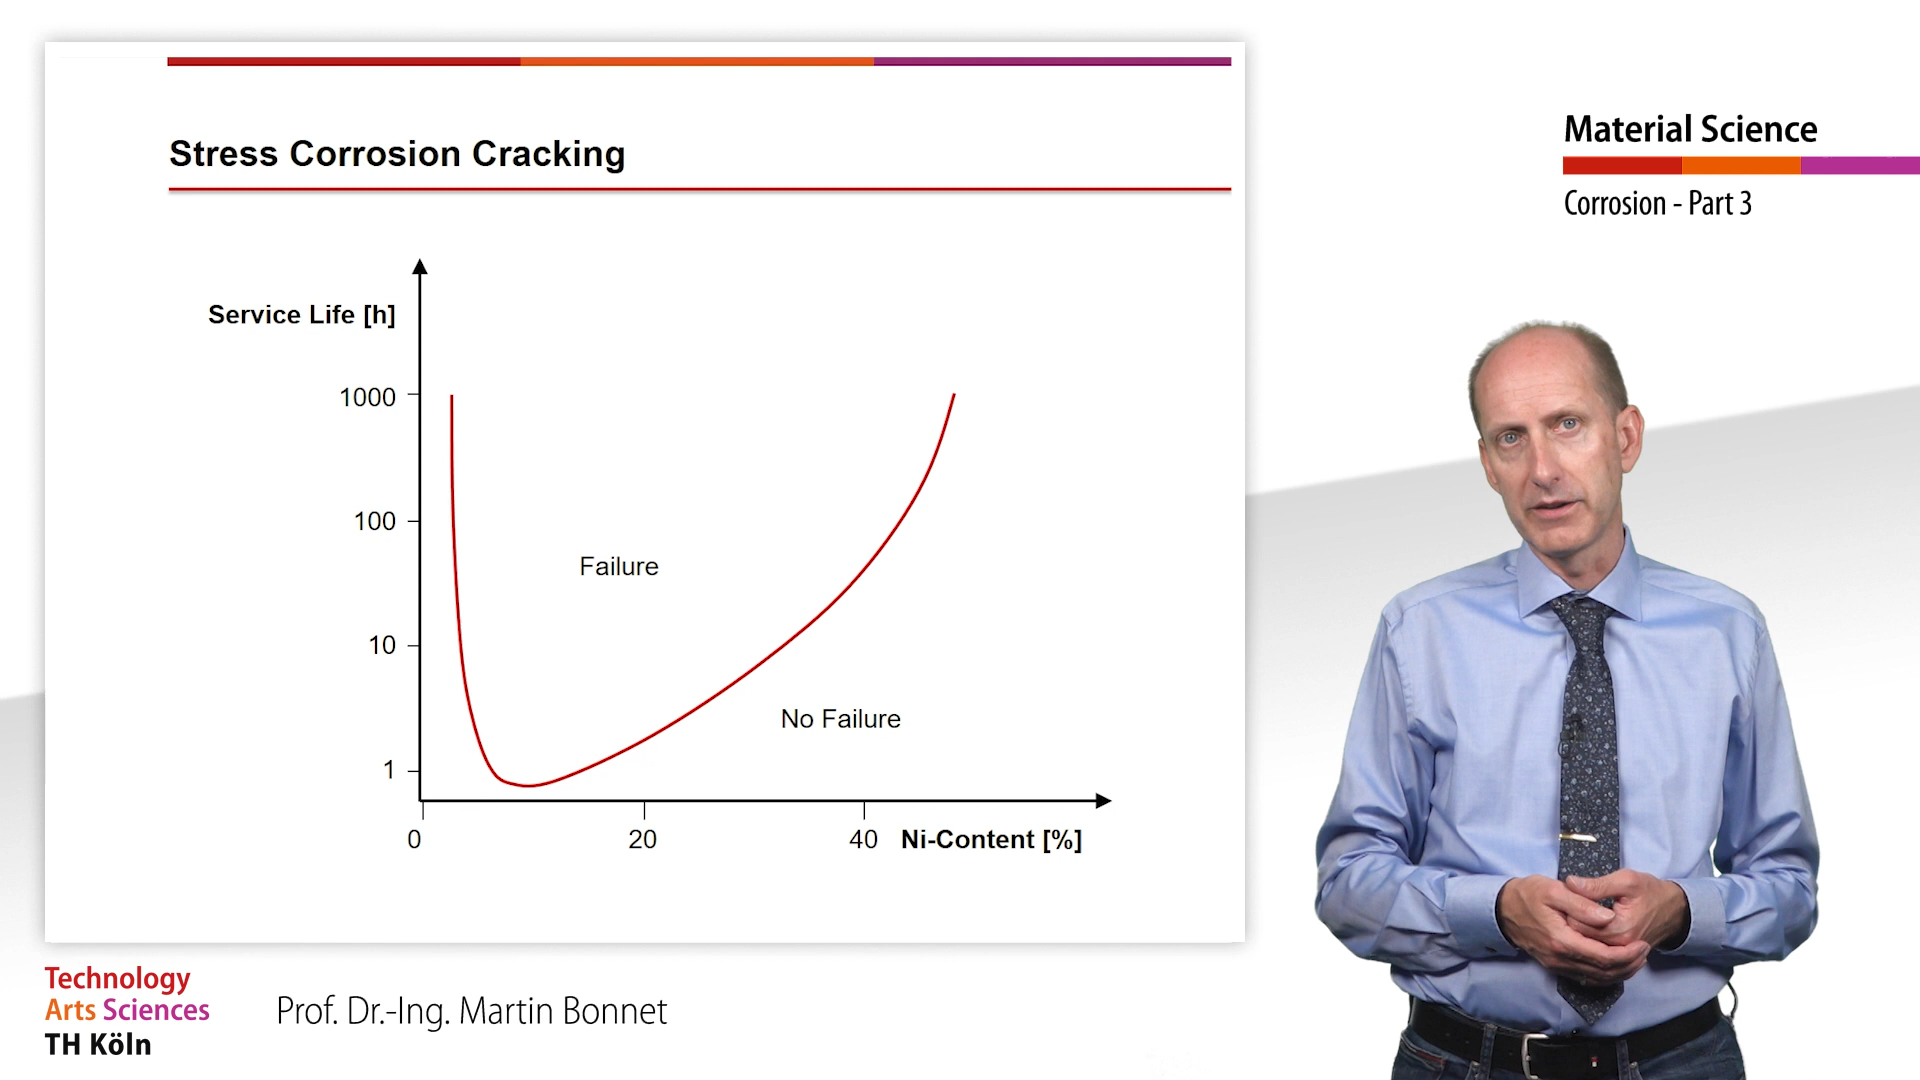 Stress Corrosion Cracking
Service Life [h]
1000
100
10
1
Failure
No Failure
0
20
40
Ni-Content [%]
Material Science
Corrosion - Part 3
Technology
Arts Sciences
TH Köln
Prof. Dr.-Ing. Martin Bonnet